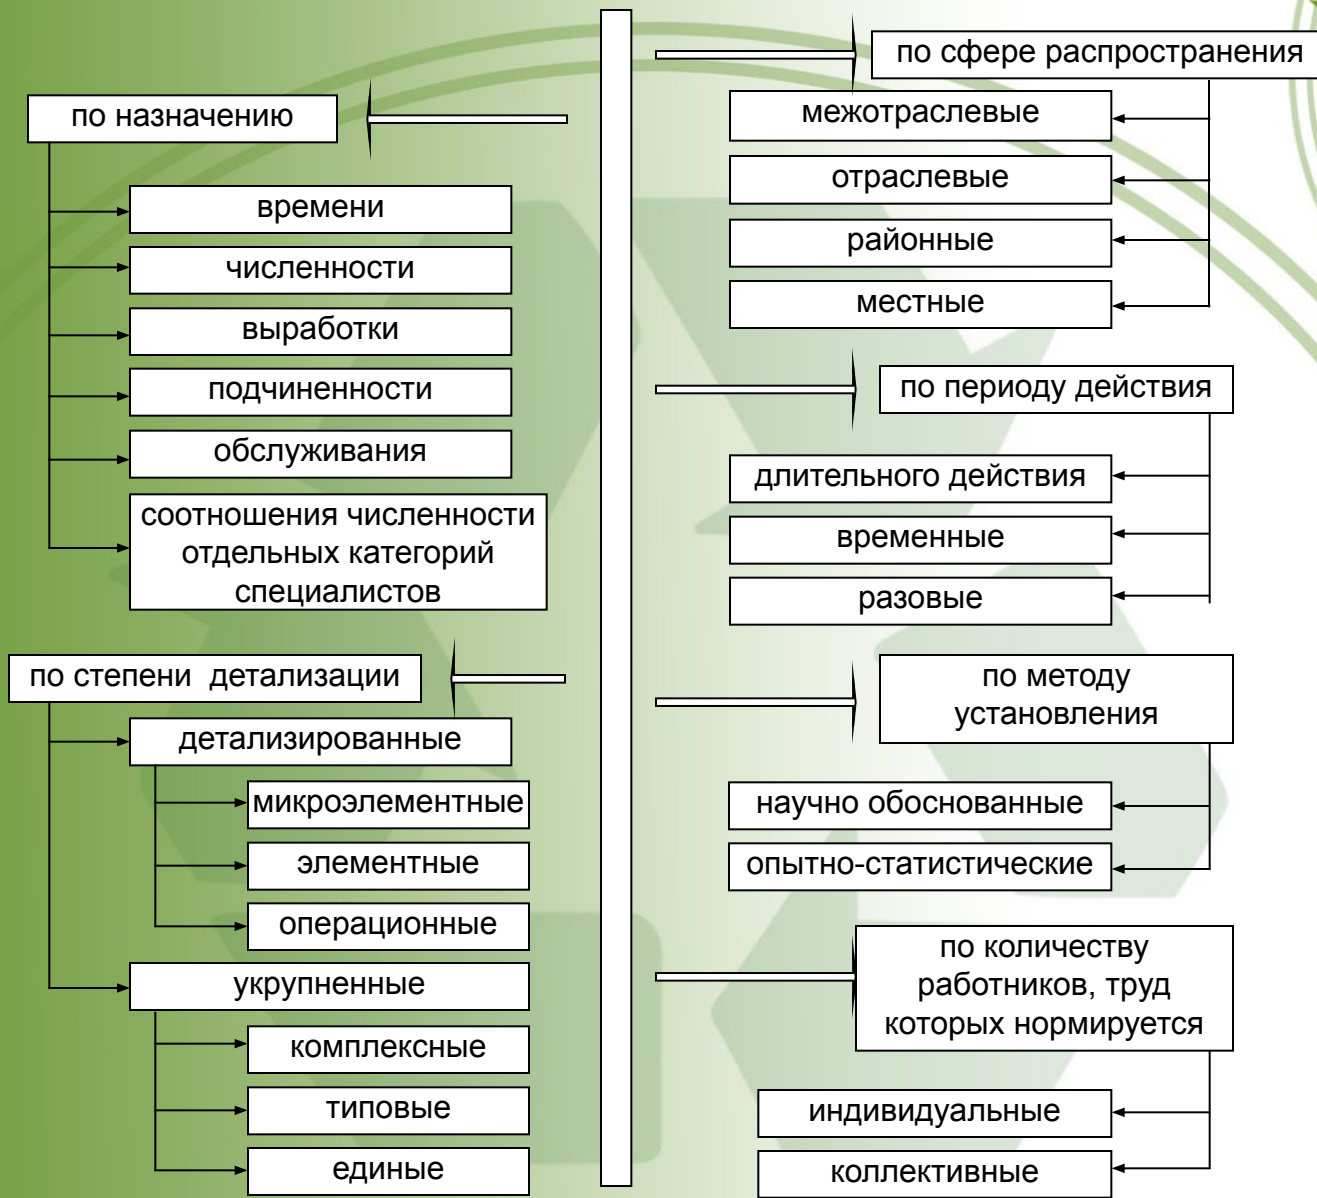 по назначению
времени
численности
выработки
подчиненности
обслуживания
соотношения численности
отдельных категорий
специалистов
по степени детализации
детализированные
микроэлементные
элементные
операционные
укрупненные
комплексные
типовые
единые
по сфере распространения
межотраслевые
отраслевые
районные
местные
по периоду действия
длительного действия
временные
разовые
по методу
установления
научно обоснованные
опытно-статистические
по количеству
работников, труд
которых нормируется
индивидуальные
коллективные